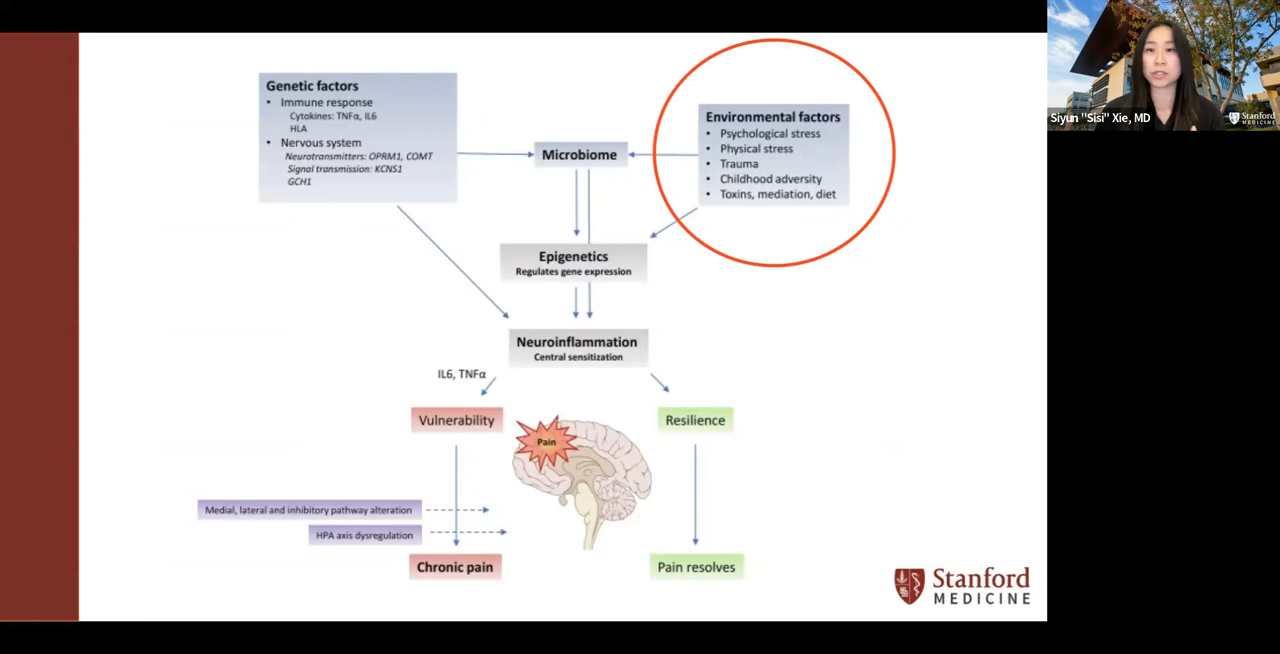 Genetic factors
• Immune response
Cytokines: TNFα, IL6
HLA
• Nervous system
Neurotransmitters: OPRM1, COMT
Signal transmission: KCNS1
GCH1
Microbiome
Environmental factors
• Psychological stress
• Physical stress
• Trauma
• Childhood adversity
• Toxins, mediation, diet
Epigenetics
Regulates gene expression
Neuroinflammation
Central sensitization
IL6, TNFα
Vulnerability
Resilience
Pain
Medial, lateral and inhibitory pathway alteration
HPA axis dysregulation
Chronic pain
Pain resolves
Stanford
MEDICINE
Siyun "Sisi" Xie, MD
Stanford
MEDICINE